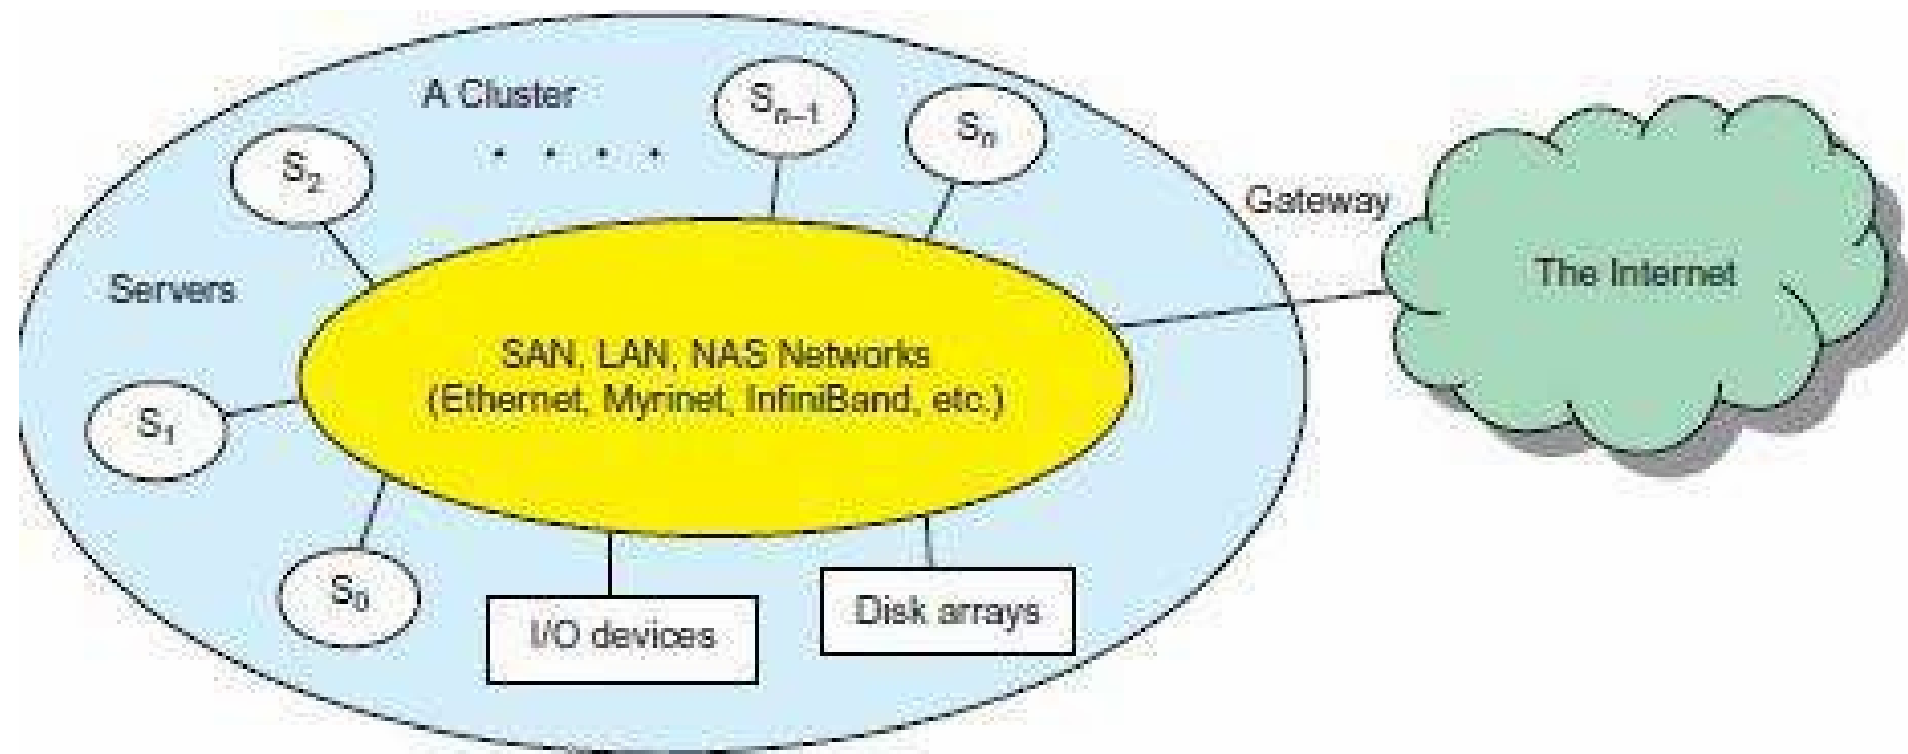 A Cluster
S₂
. . . .
Sₙ₋₁
Sₙ
Gateway
The Internet
Servers
SAN, LAN, NAS Networks
(Ethernet, Myrinet, InfiniBand, etc.)
S₁
S₀
I/O devices
Disk arrays